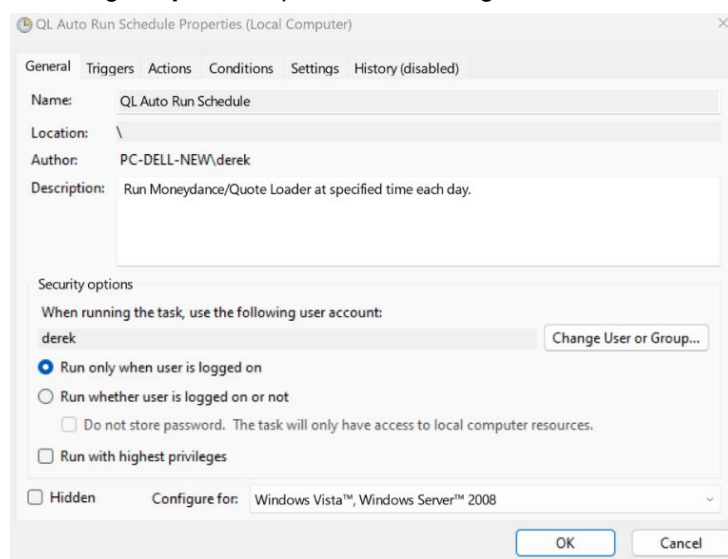 QL Auto Run Schedule Properties (Local Computer)
General Triggers Actions Conditions Settings History (disabled)
Name: QL Auto Run Schedule
Location: \
Author: PC-DELL-NEW\derek
Description: Run Moneydance/Quote Loader at specified time each day.
Security options
When running the task, use the following user account:
derek Change User or Group...
Run only when user is logged on
Run whether user is logged on or not
Do not store password. The task will only have access to local computer resources.
Run with highest privileges
Hidden Configure for: Windows Vista™, Windows Server™ 2008
OK Cancel